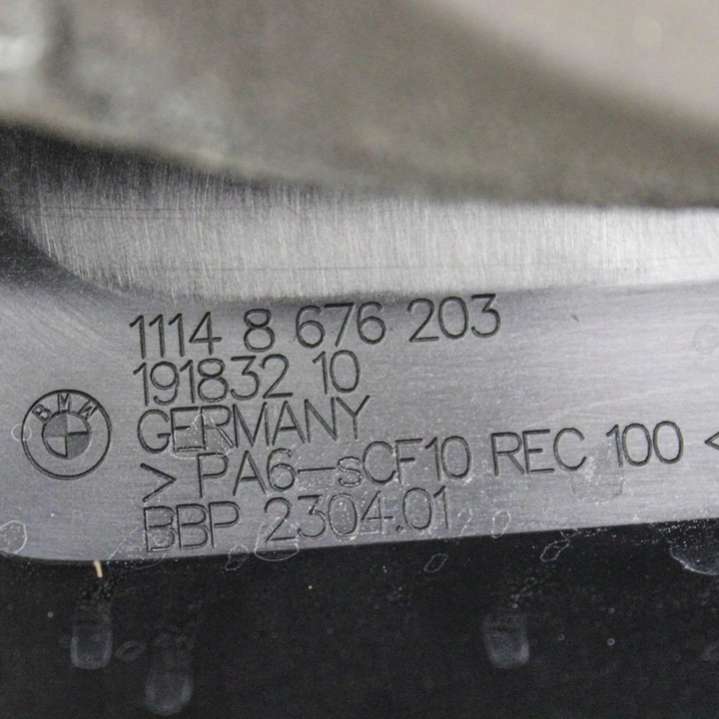 1114 8 676 203
191832 10
GERMANY
> PA6-sCF10 REC 100 <
BBP 2304.01
BMW